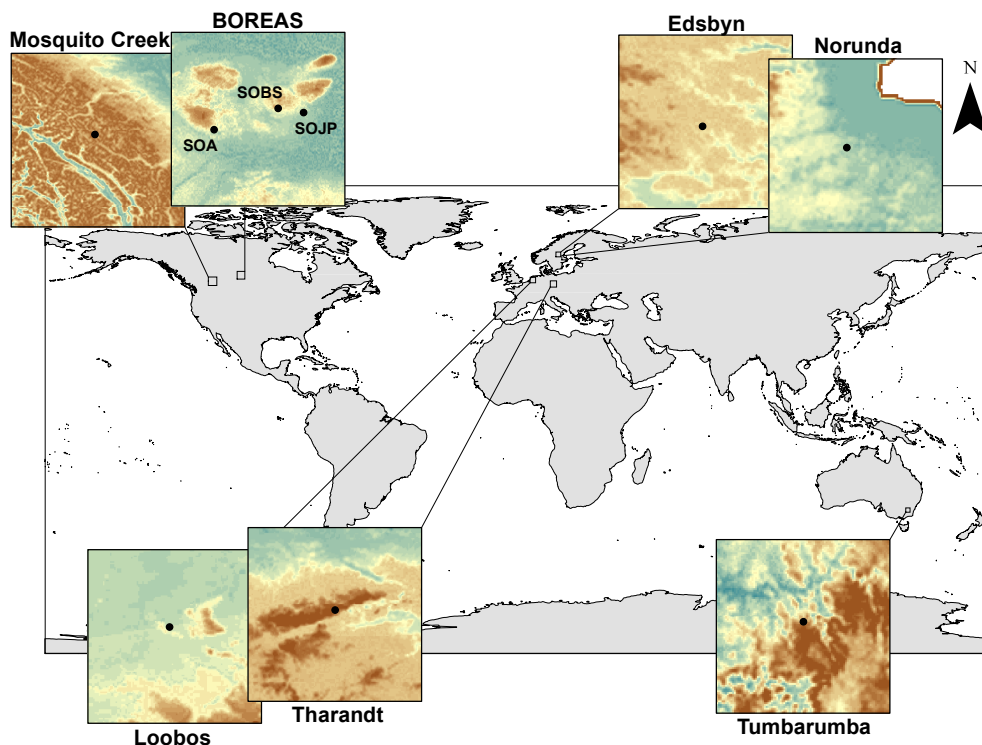 BOREAS
Mosquito Creek
SOBS
SOA
SOJP
Edsbyn
Norunda
N
Loobos
Tharandt
Tumbarumba